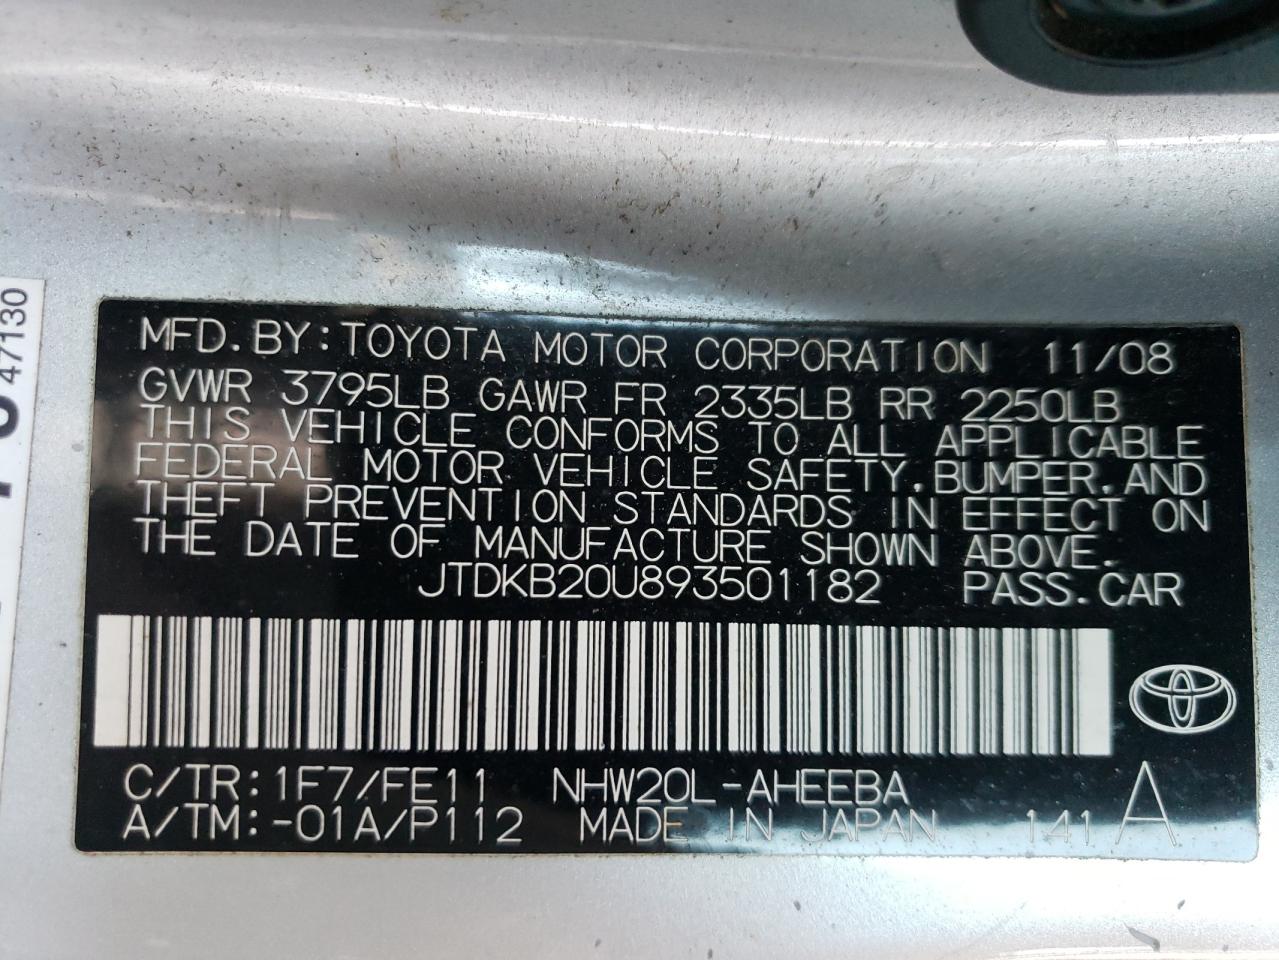 47130
MFD. BY: TOYOTA MOTOR CORPORATION 11/08
GVWR 3795LB GAWR FR 2335LB RR 2250LB
THIS VEHICLE CONFORMS TO ALL APPLICABLE
FEDERAL MOTOR VEHICLE SAFETY, BUMPER, AND
THEFT PREVENTION STANDARDS IN EFFECT ON
THE DATE OF MANUFACTURE SHOWN ABOVE.
JTDKB20U893501182 PASS. CAR
C/TR: 1F7/FE11 NHW20L-AHEEBA
A/TM: -01A/P112 MADE IN JAPAN 141 A